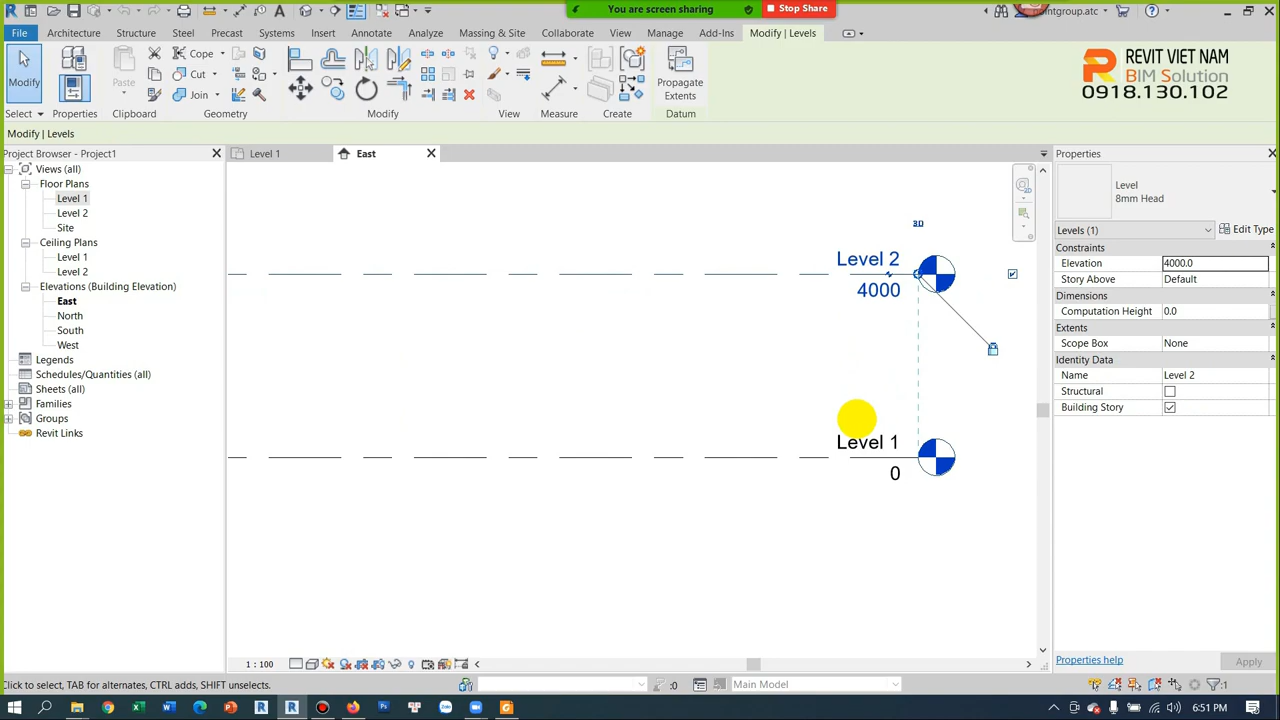 You are screen sharing
Stop Share
File Architecture Structure Steel Precast Systems Insert Annotate Analyze Massing & Site Collaborate View Manage Add-Ins Modify | Levels
Modify
Paste
Cope
Cut
Join
Propagate
Extents
REVIT VIET NAM
BIM Solution
0918.130.102
Select Properties Clipboard Geometry Modify View Measure Create Datum
Modify | Levels
Project Browser - Project1
Level 1
East
Properties
Views (all)
Floor Plans
Level 1
Level 2
Site
Ceiling Plans
Level 1
Level 2
Elevations (Building Elevation)
East
North
South
West
Legends
Schedules/Quantities (all)
Sheets (all)
Families
Groups
Revit Links
3D
Level 2
4000
Level 1
0
Level
8mm Head
Levels (1)
Edit Type
Constraints
Elevation 4000.0
Story Above Default
Dimensions
Computation Height 0.0
Extents
Scope Box None
Identity Data
Name Level 2
Structural
Building Story
Properties help
Apply
1 : 100
Click to select, TAB for alternates, CTRL adds, SHIFT unselects.
:0
Main Model
:1
6:51 PM